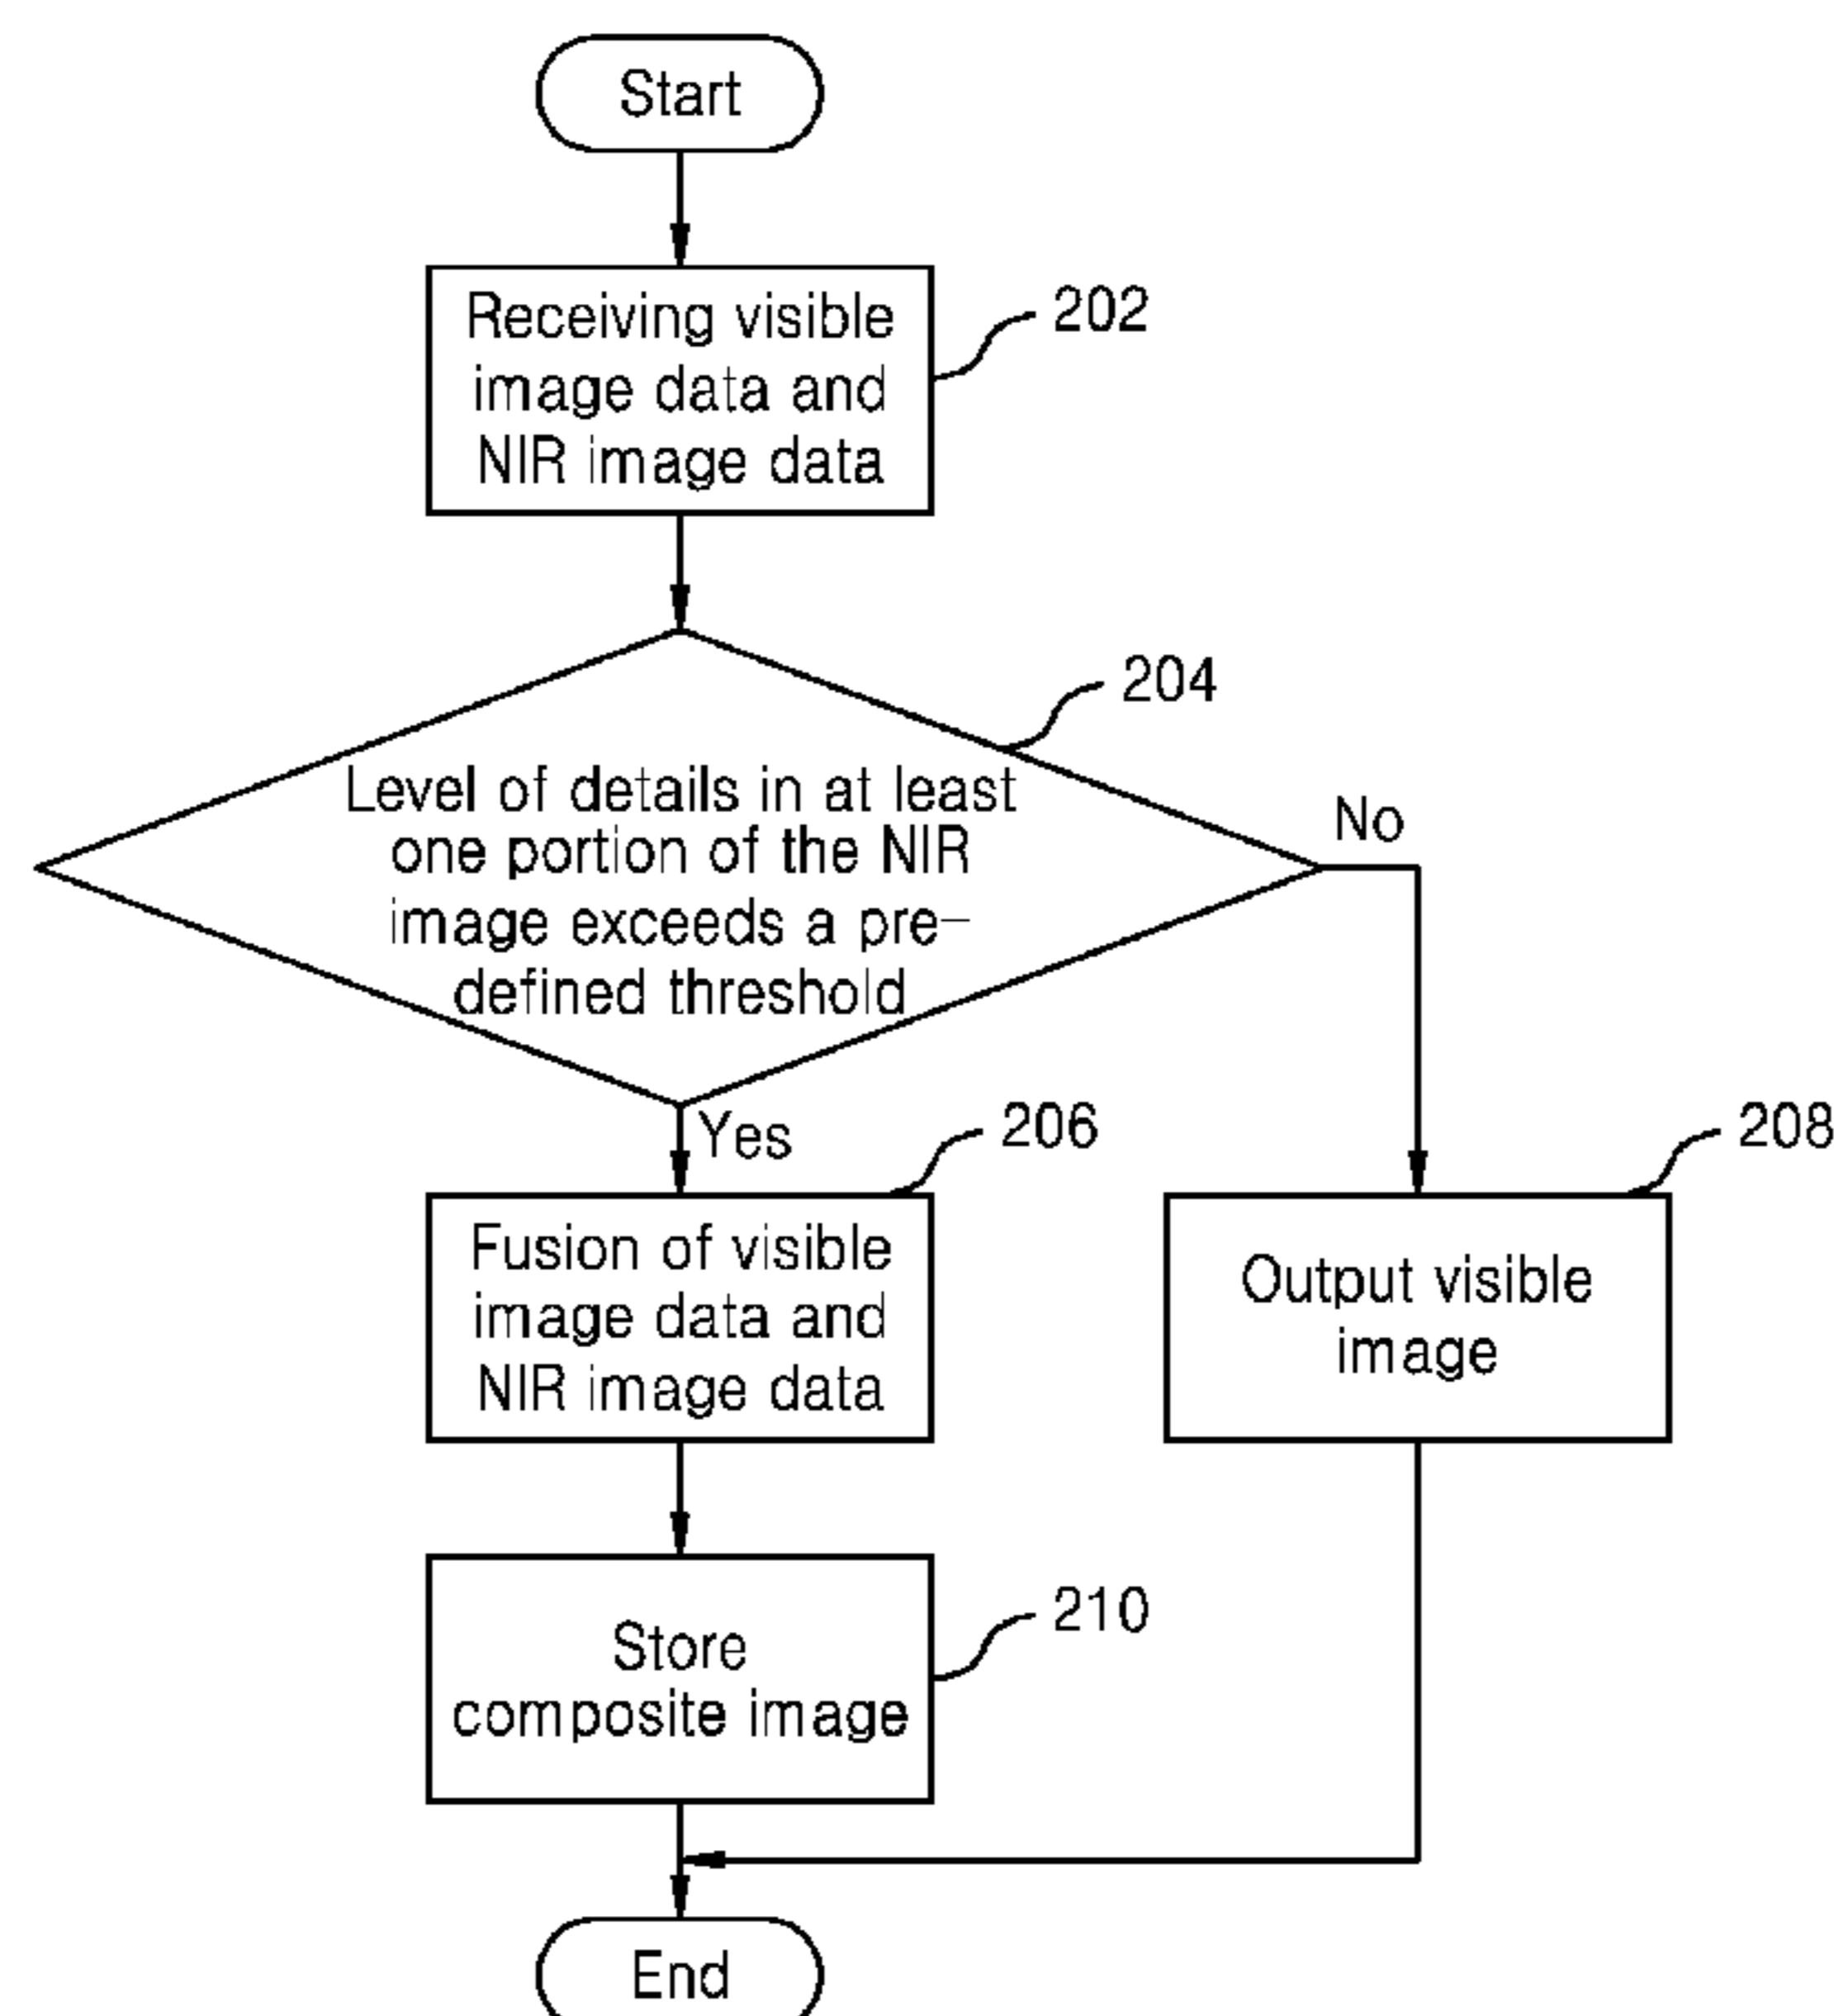 Start
Receiving visible
image data and
NIR image data
202
204
Level of details in at least
one portion of the NIR
image exceeds a pre-
defined threshold
No
Yes
206
208
Fusion of visible
image data and
NIR image data
Output visible
image
Store
composite image
210
End